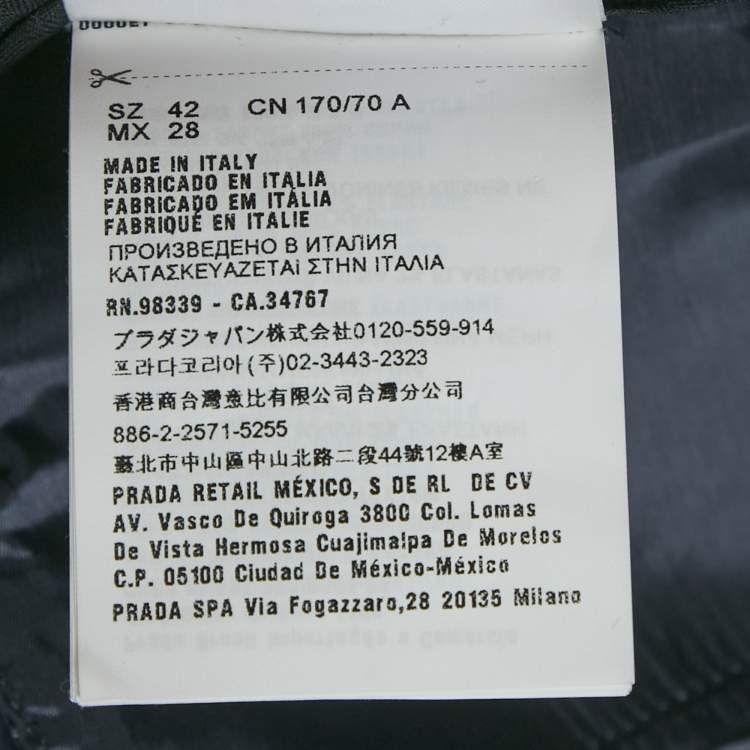 SZ 42 CN 170/70 A
MX 28
MADE IN ITALY
FABRICADO EN ITALIA
FABRICADO EM ITÁLIA
FABRIQUÉ EN ITALIE
ПРОИЗВЕДЕНО В ИТАЛИЯ
ΚΑΤΑΣΚΕΥΑΖΕΤΑΙ ΣΤΗΝ ΙΤΑΛΙΑ
RN.98339 - CA.34767
プラダジャパン株式会社0120-559-914
프라다코리아(주)02-3443-2323
香港商台灣意比有限公司台灣分公司
886-2-2571-5255
臺北市中山區中山北路二段44號12樓A室
PRADA RETAIL MÉXICO, S DE RL DE CV
AV. Vasco De Quiroga 3800 Col. Lomas
De Vista Hermosa Cuajimalpa De Morelos
C.P. 05100 Ciudad De México-México
PRADA SPA Via Fogazzaro,28 20135 Milano